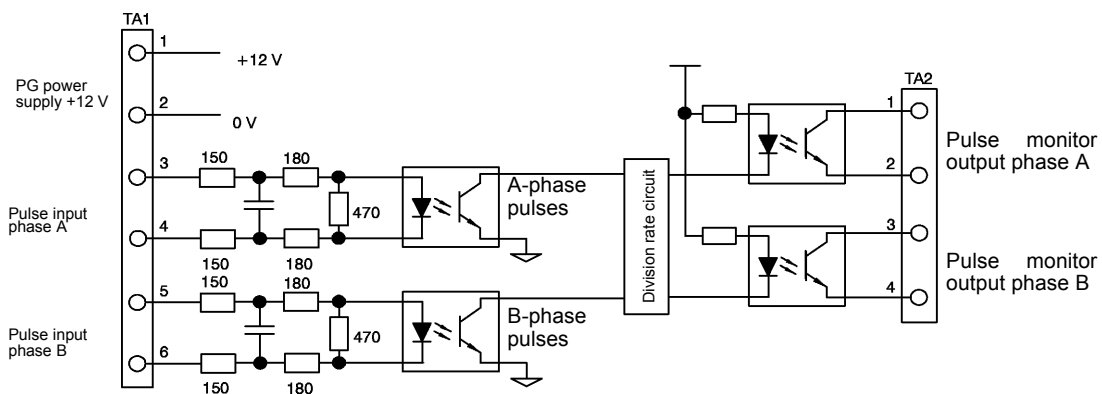 TA1
1
+12 V
PG power
supply +12 V
2
0 V
TA2
1
Pulse monitor
output phase A
2
3
150
180
A-phase
pulses
470
Pulse input
phase A
4
150
180
Division rate circuit
3
Pulse monitor
output phase B
4
5
150
180
B-phase
pulses
470
Pulse input
phase B
6
150
180